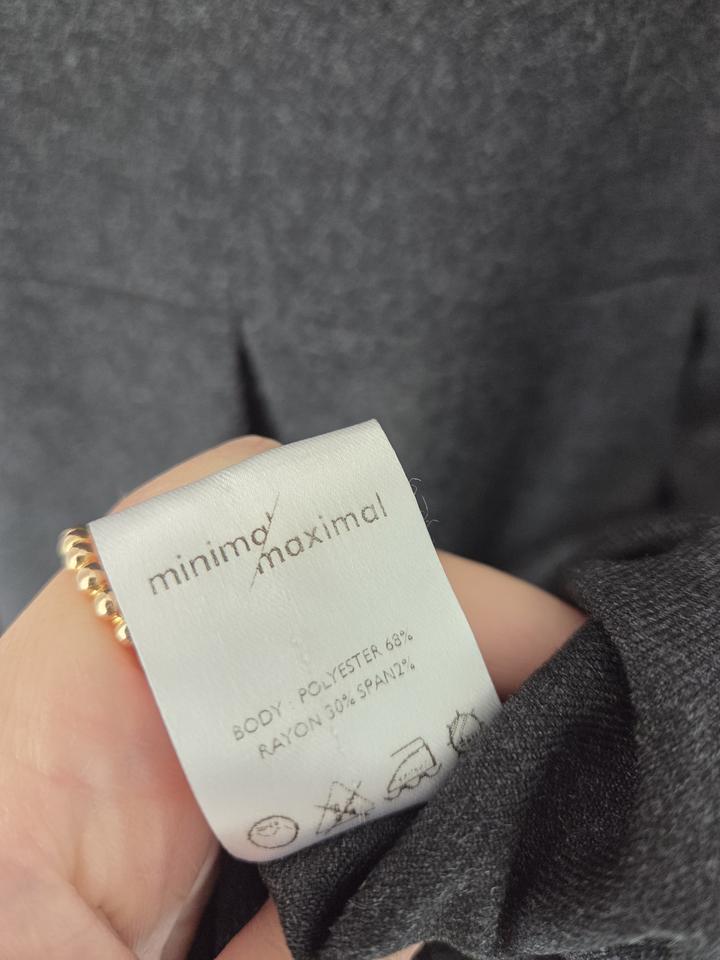 minimal/maximal
BODY : POLYESTER 68%
RAYON 30% SPAN2%